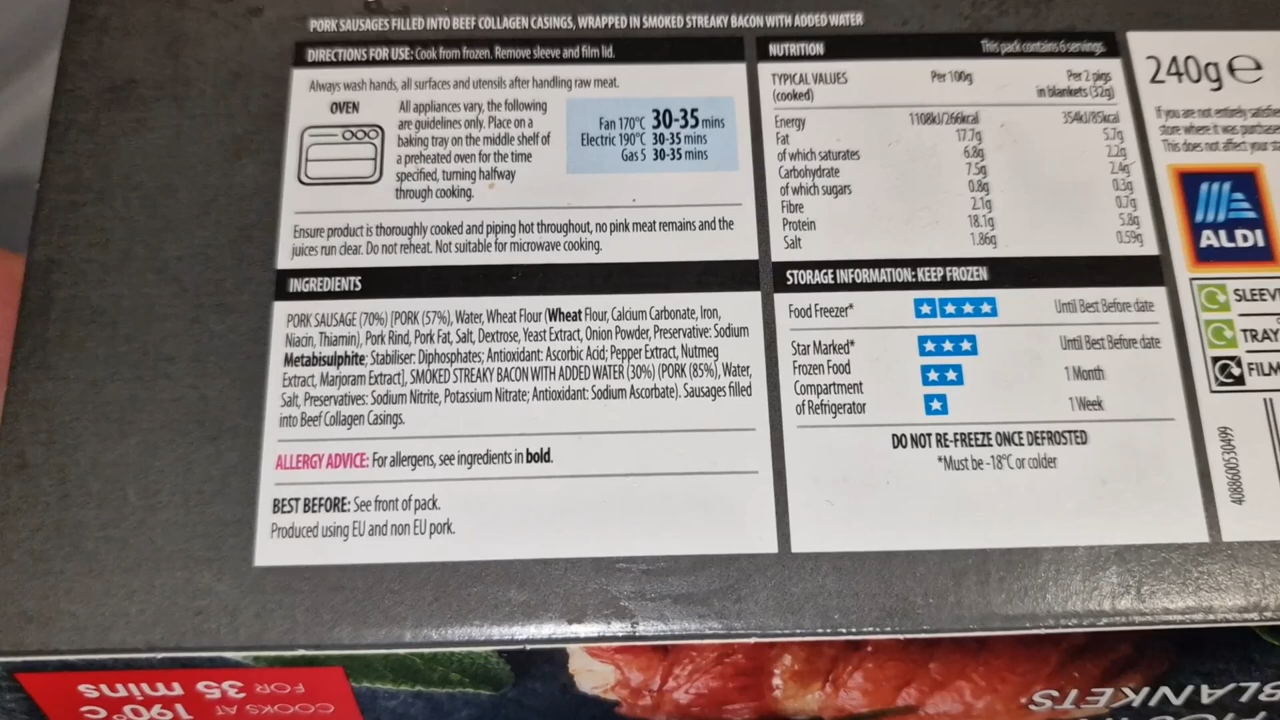 PORK SAUSAGES FILLED INTO BEEF COLLAGEN CASINGS, WRAPPED IN SMOKED STREAKY BACON WITH ADDED WATER
DIRECTIONS FOR USE: Cook from frozen. Remove sleeve and film lid.
Always wash hands, all surfaces and utensils after handling raw meat.
OVEN
All appliances vary, the following
are guidelines only. Place on a
baking tray on the middle shelf of
a preheated oven for the time
specified, turning halfway
through cooking.
Fan 170°C 30-35 mins
Electric 190°C 30-35 mins
Gas 5 30-35 mins
Ensure product is thoroughly cooked and piping hot throughout, no pink meat remains and the
juices run clear. Do not reheat. Not suitable for microwave cooking.
INGREDIENTS
PORK SAUSAGE (70%) [PORK (57%), Water, Wheat Flour (Wheat Flour, Calcium Carbonate, Iron,
Niacin, Thiamin), Pork Rind, Pork Fat, Salt, Dextrose, Yeast Extract, Onion Powder, Preservative: Sodium
Metabisulphite; Stabiliser: Diphosphates; Antioxidant: Ascorbic Acid; Pepper Extract, Nutmeg
Extract, Marjoram Extract], SMOKED STREAKY BACON WITH ADDED WATER (30%) (PORK (85%), Water,
Salt, Preservatives: Sodium Nitrite, Potassium Nitrate; Antioxidant: Sodium Ascorbate). Sausages filled
into Beef Collagen Casings.
ALLERGY ADVICE: For allergens, see ingredients in bold.
BEST BEFORE: See front of pack.
Produced using EU and non EU pork.
NUTRITION This pack contains 6 servings.
TYPICAL VALUES Per 100g Per 2 pigs
(cooked) in blankets (32g)
Energy 1108kJ/266kcal 354kJ/85kcal
Fat 17.7g 5.7g
of which saturates 6.8g 2.2g
Carbohydrate 7.5g 2.4g
of which sugars 0.8g 0.3g
Fibre 2.1g 0.7g
Protein 18.1g 5.8g
Salt 1.86g 0.59g
STORAGE INFORMATION: KEEP FROZEN
Food Freezer* Until Best Before date
Star Marked* Until Best Before date
Frozen Food
Compartment 1 Month
of Refrigerator 1 Week
DO NOT RE-FREEZE ONCE DEFROSTED
*Must be -18°C or colder
240g e
If you are not entirely
store where it was
This does not affect your
ALDI
TRAY
4088600530499
COOKS AT 190°C
FOR 35 mins
BLANKETS